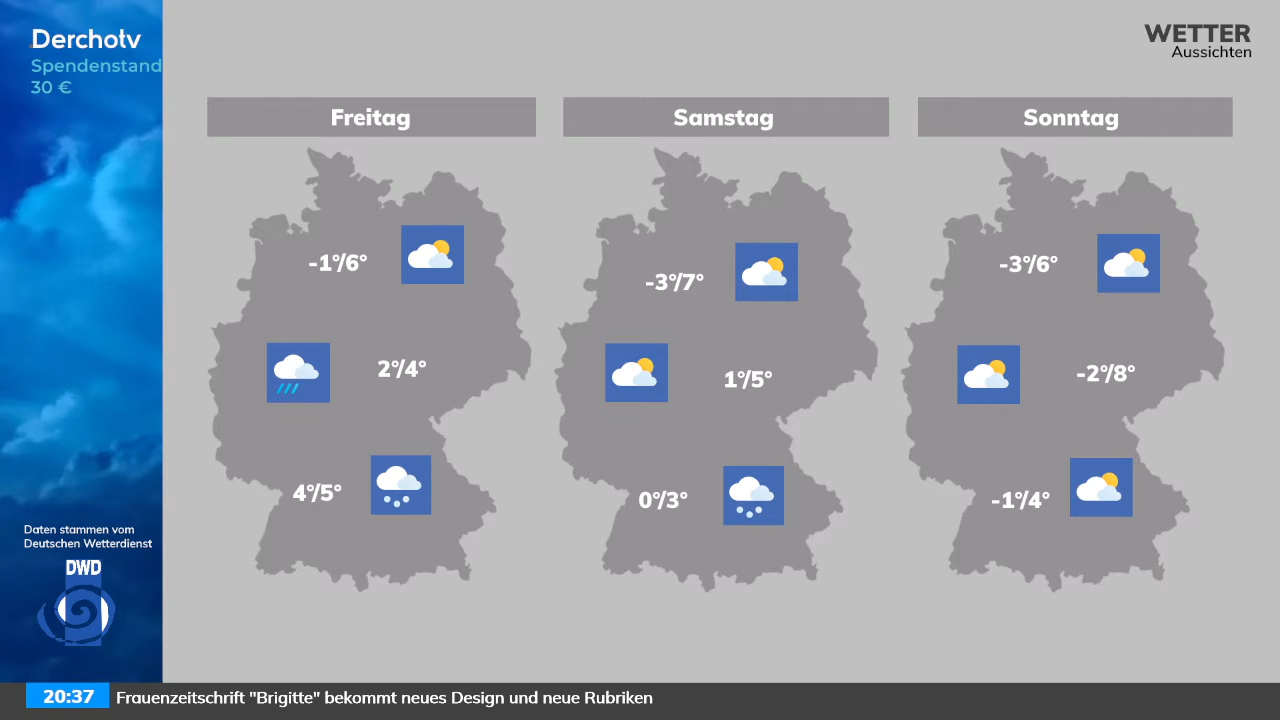 Derchotv
Spendenstand
30 €
WETTER
Aussichten
Freitag
Samstag
Sonntag
-1°/6°
-3°/7°
-3°/6°
2°/4°
1°/5°
-2°/8°
4°/5°
0°/3°
-1°/4°
Daten stammen vom
Deutschen Wetterdienst
DWD
20:37 Frauenzeitschrift "Brigitte" bekommt neues Design und neue Rubriken